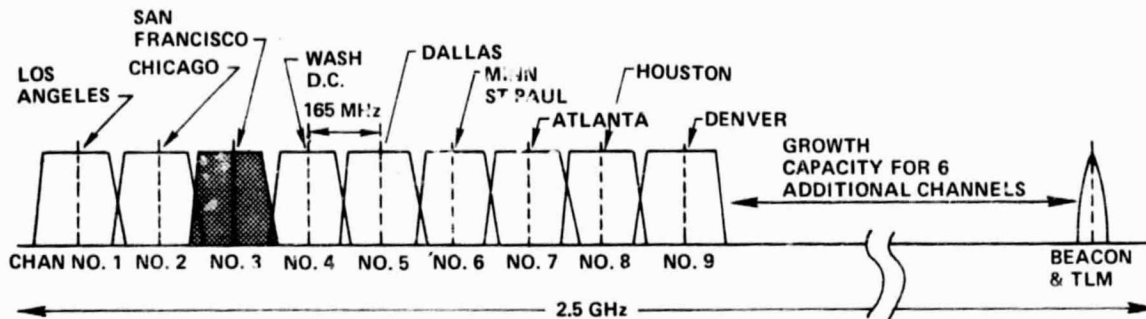 SAN
FRANCISCO
CHICAGO
LOS
ANGELES
WASH
D.C.
165 MHz
DALLAS
MINN
ST PAUL
ATLANTA
HOUSTON
DENVER
GROWTH
CAPACITY FOR 6
ADDITIONAL CHANNELS
CHAN NO. 1 NO. 2 NO. 3 NO. 4 NO. 5 NO. 6 NO. 7 NO. 8 NO. 9
BEACON
& TLM
2.5 GHz